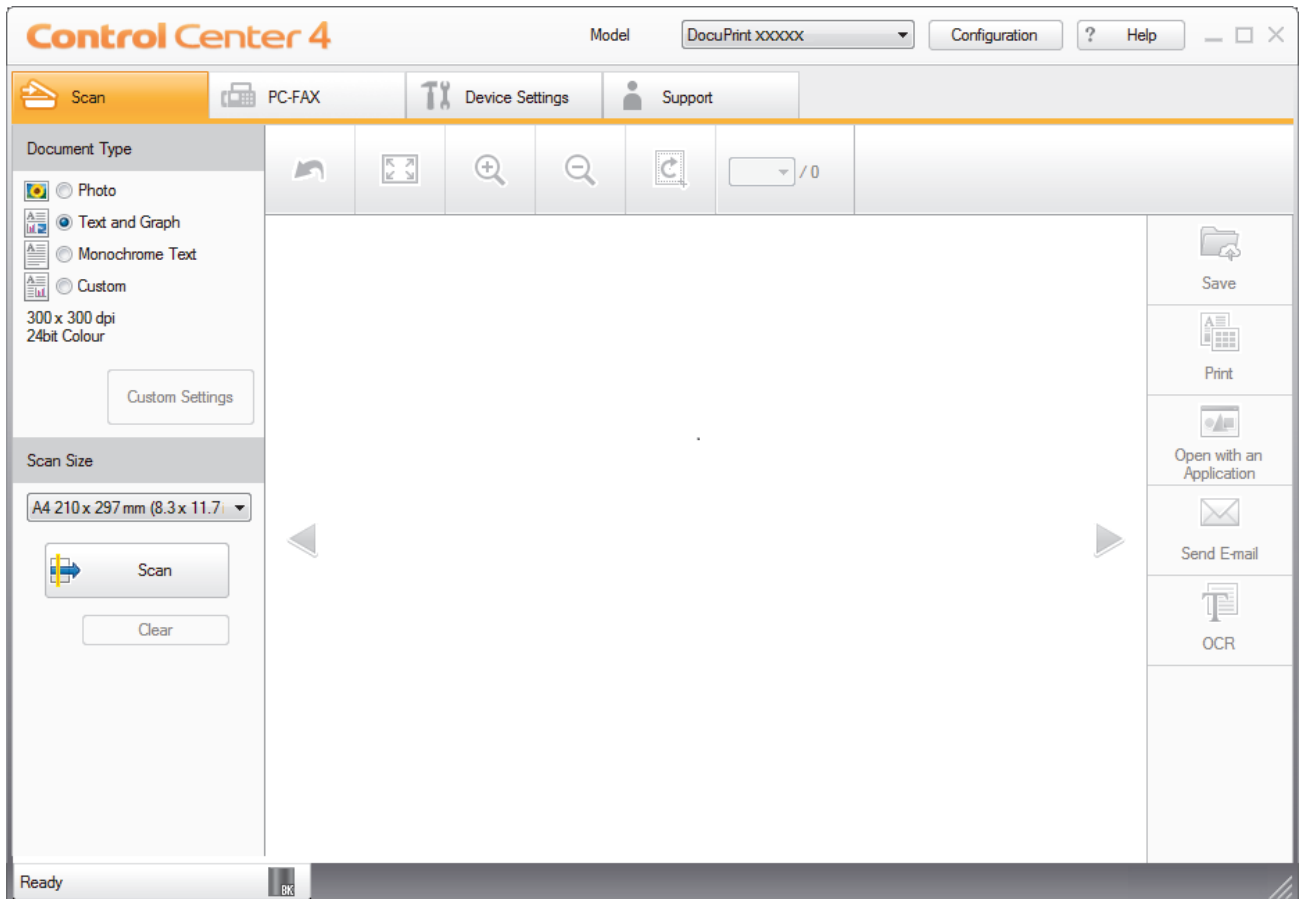 Control Center 4
Model
DocuPrint XXXXX
Configuration
? Help
Scan
PC-FAX
Device Settings
Support
Document Type
/ 0
Photo
Text and Graph
Monochrome Text
Custom
300 x 300 dpi
24bit Colour
Custom Settings
Scan Size
A4 210 x 297 mm (8.3 x 11.7
Scan
Clear
Save
Print
Open with an
Application
Send E-mail
OCR
Ready
BK